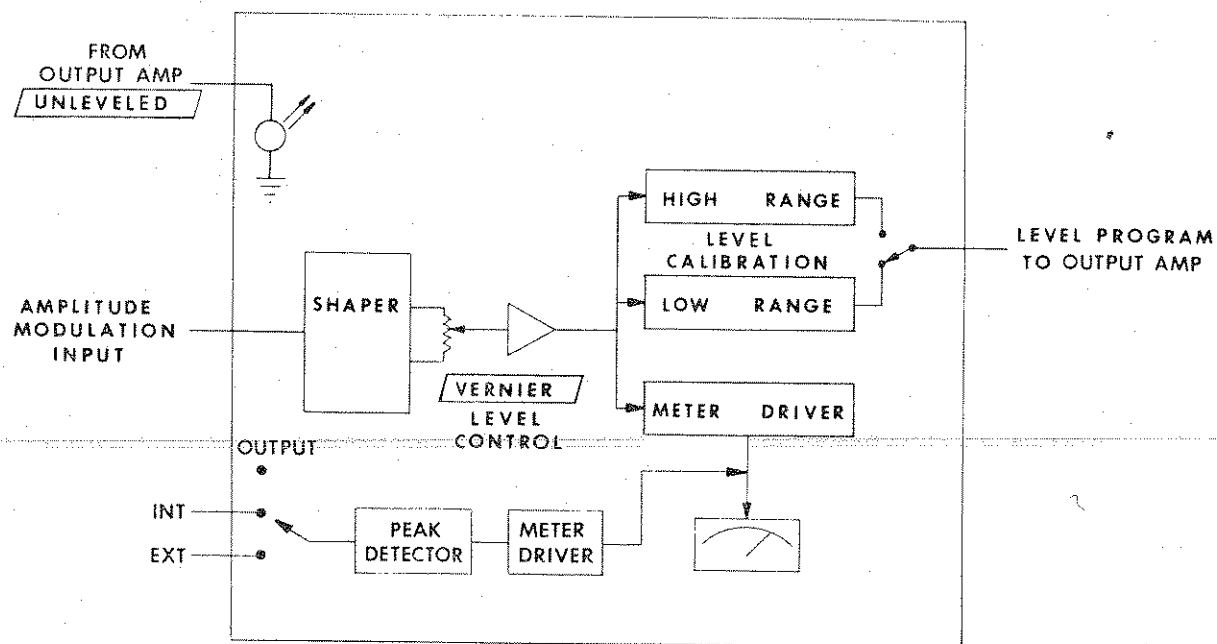 FROM
OUTPUT AMP
UNLEVELED
HIGH RANGE
LEVEL
CALIBRATION
LOW RANGE
LEVEL PROGRAM
TO OUTPUT AMP
AMPLITUDE
MODULATION
INPUT
SHAPER
VERNIER
LEVEL
CONTROL
METER DRIVER
OUTPUT
INT
EXT
PEAK
DETECTOR
METER
DRIVER